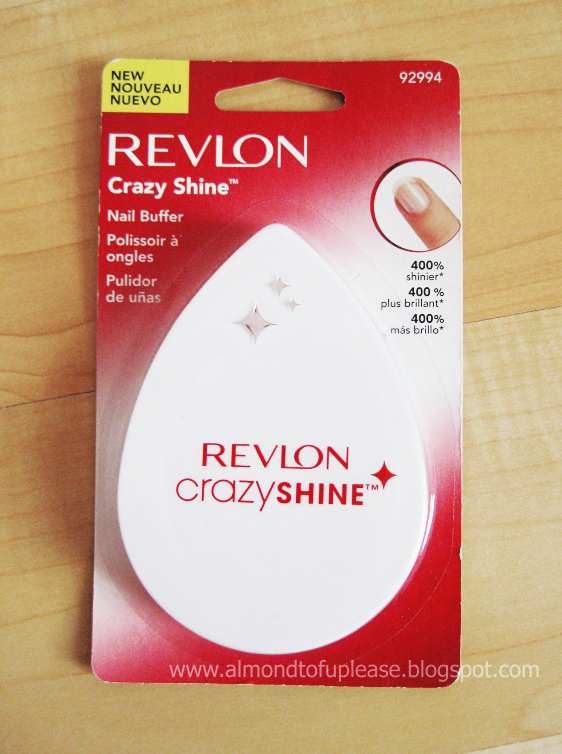 NEW
NOUVEAU
NUEVO
92994
REVLON
Crazy Shine™
Nail Buffer
Polissoir à
ongles
Pulidor
de uñas
400%
shinier*
400 %
plus brillant*
400%
más brillo*
REVLON
crazySHINE™
www.almondtofuplease.blogspot.com